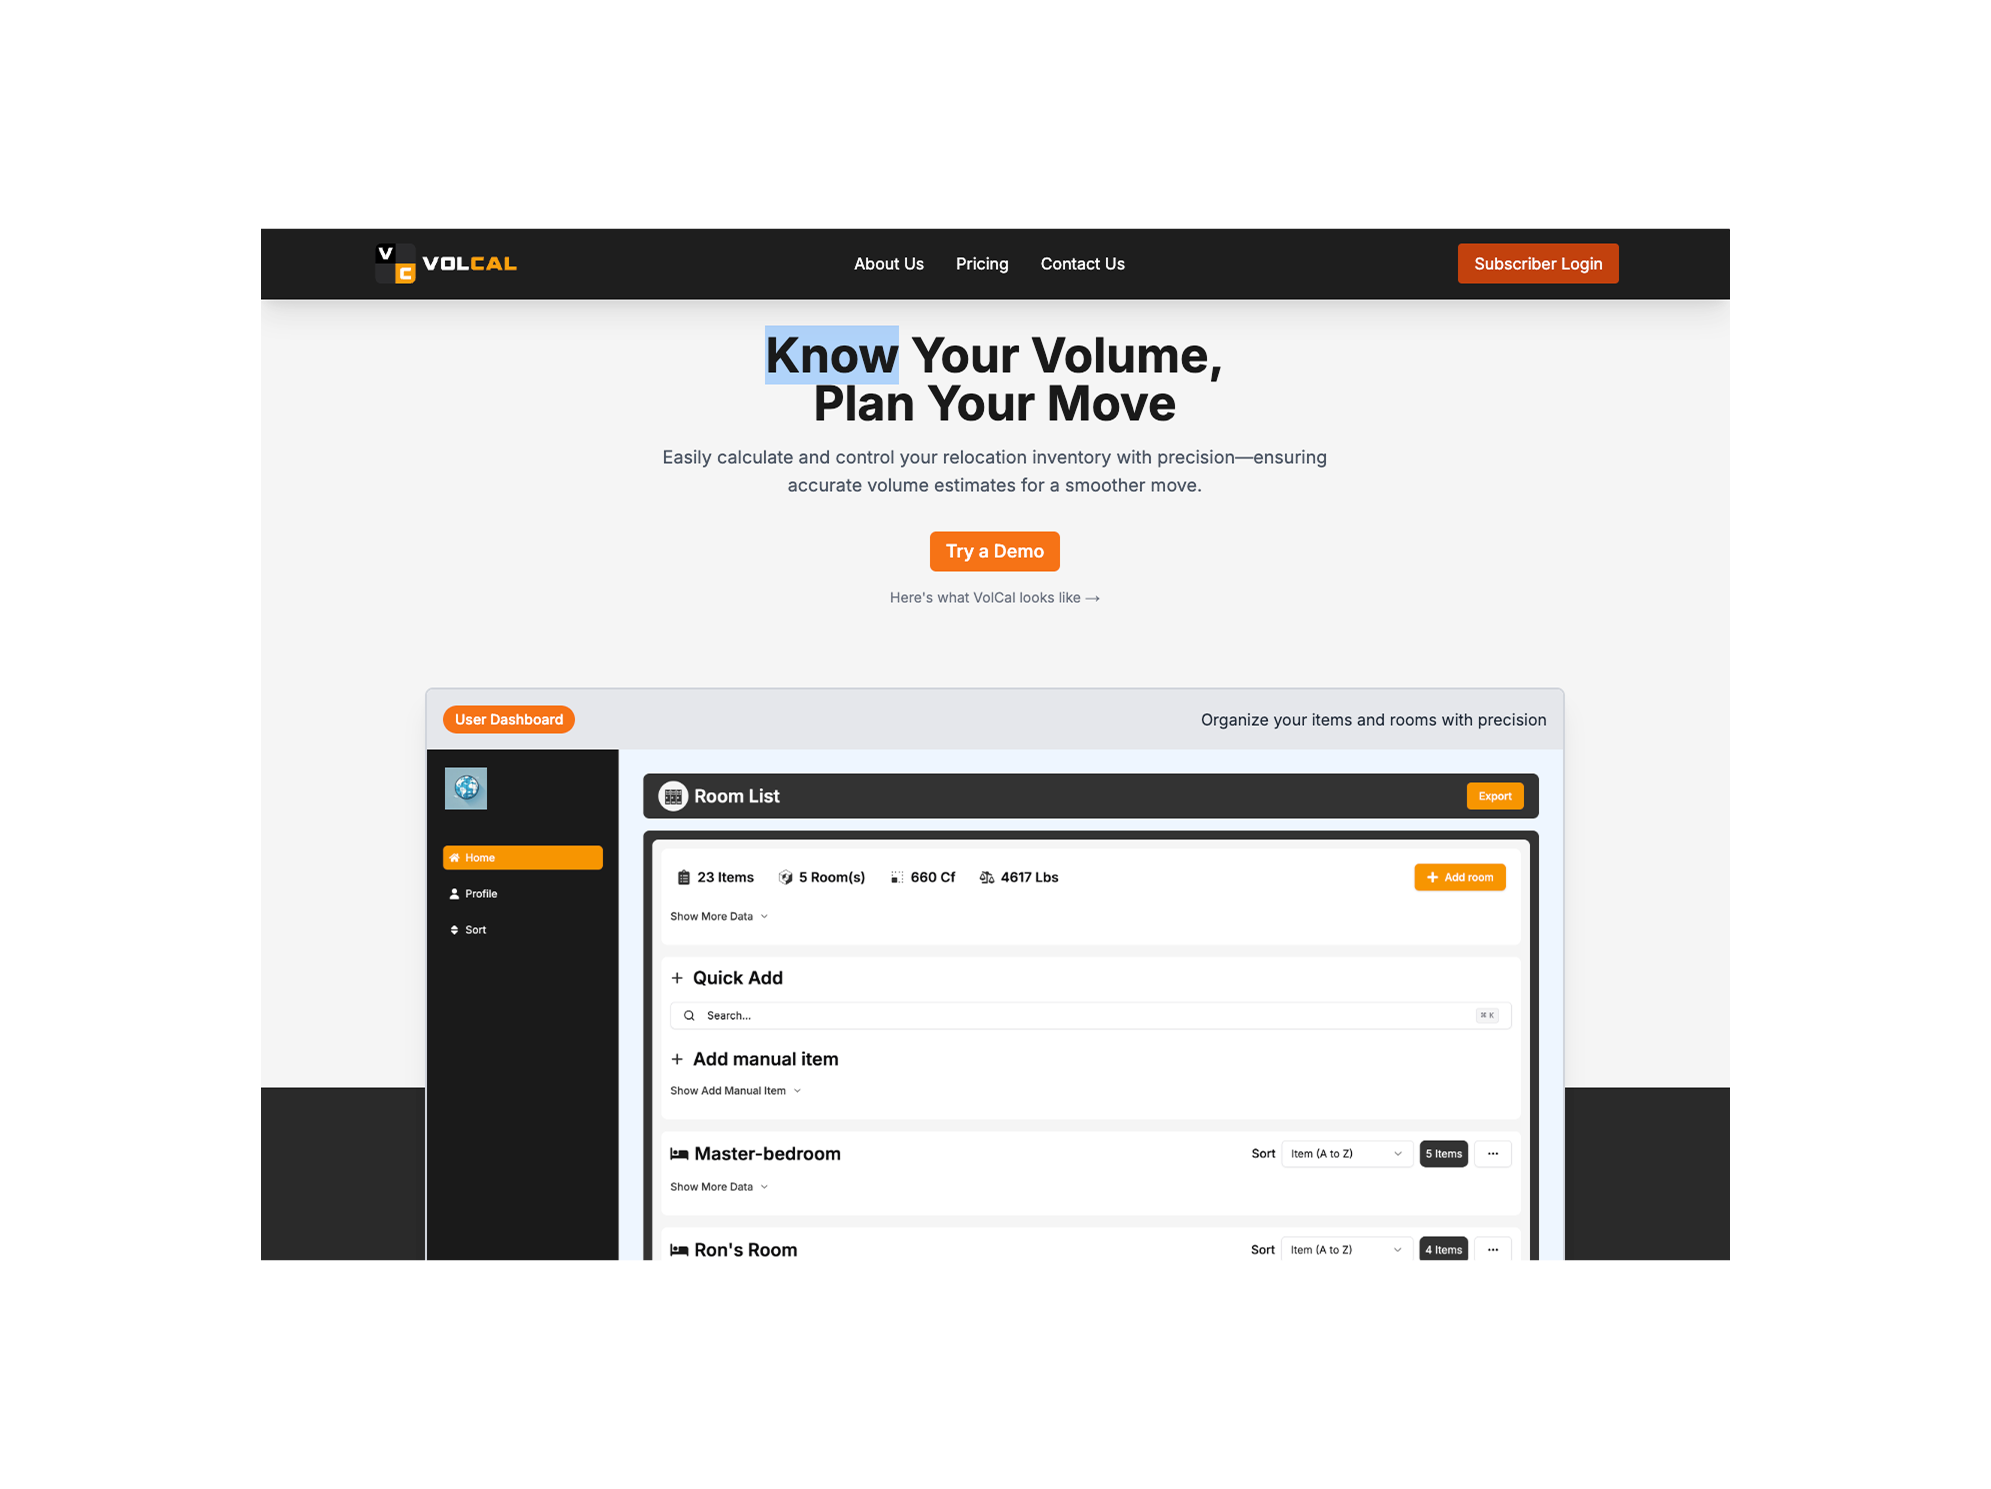 V
C
VOLCAL
About Us
Pricing
Contact Us
Subscriber Login
Know Your Volume,
Plan Your Move
Easily calculate and control your relocation inventory with precision—ensuring
accurate volume estimates for a smoother move.
Try a Demo
Here's what VolCal looks like →
User Dashboard
Organize your items and rooms with precision
Home
Profile
Sort
Room List
Export
23 Items
5 Room(s)
660 Cf
4617 Lbs
+ Add room
Show More Data
+ Quick Add
Search...
⌘ K
+ Add manual item
Show Add Manual Item
Master-bedroom
Sort
Item (A to Z)
5 Items
...
Show More Data
Ron's Room
Sort
Item (A to Z)
4 Items
...